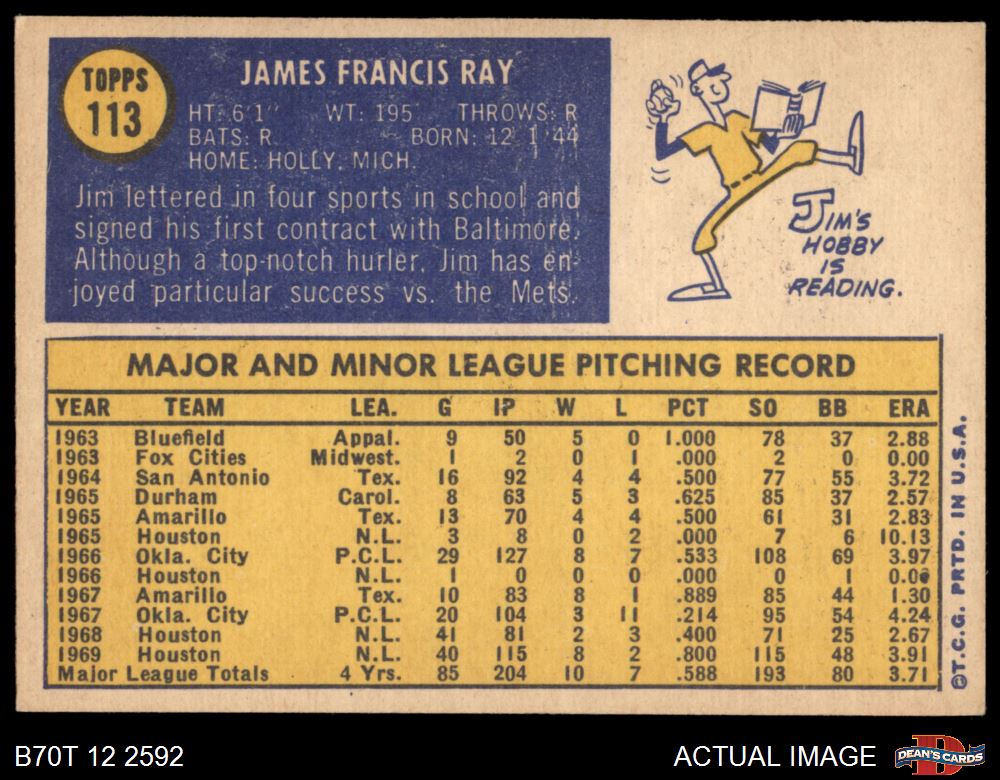 TOPPS
113
JAMES FRANCIS RAY
HT: 6'1" WT: 195 THROWS: R
BATS: R BORN: 12 1 44
HOME: HOLLY, MICH.
Jim lettered in four sports in school and
signed his first contract with Baltimore.
Although a top-notch hurler, Jim has en-
joyed particular success vs. the Mets.
JIM'S
HOBBY
IS
READING.
MAJOR AND MINOR LEAGUE PITCHING RECORD
YEAR TEAM LEA. G IP W L PCT SO BB ERA
1963 Bluefield Appal. 9 50 5 0 1.000 78 37 2.88
1963 Fox Cities Midwest. 1 2 0 1 .000 2 0 0.00
1964 San Antonio Tex. 16 92 4 4 .500 77 55 3.72
1965 Durham Carol. 8 63 5 3 .625 85 37 2.57
1965 Amarillo Tex. 13 70 4 4 .500 61 31 2.83
1965 Houston N.L. 3 8 0 2 .000 7 6 10.13
1966 Okla. City P.C.L. 29 127 8 7 .533 108 69 3.97
1966 Houston N.L. 1 0 0 0 .000 0 1 0.00
1967 Amarillo Tex. 10 83 8 1 .889 85 44 1.30
1967 Okla. City P.C.L. 20 104 3 11 .214 95 54 4.24
1968 Houston N.L. 41 81 2 3 .400 71 25 2.67
1969 Houston N.L. 40 115 8 2 .800 115 48 3.91
Major League Totals 4 Yrs. 85 204 10 7 .588 193 80 3.71
©T.C.G. PRTD. IN U.S.A.
B70T 12 2592
ACTUAL IMAGE
DEAN'S CARDS